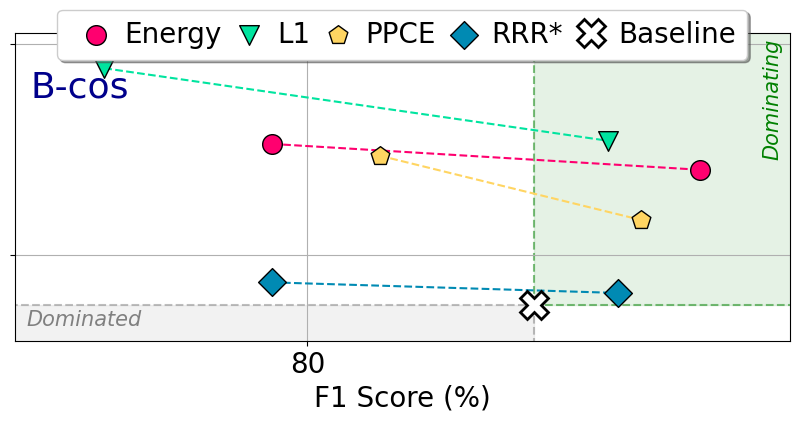 Energy L1 PPCE RRR* Baseline
B-cos
Dominating
Dominated
80
F1 Score (%)